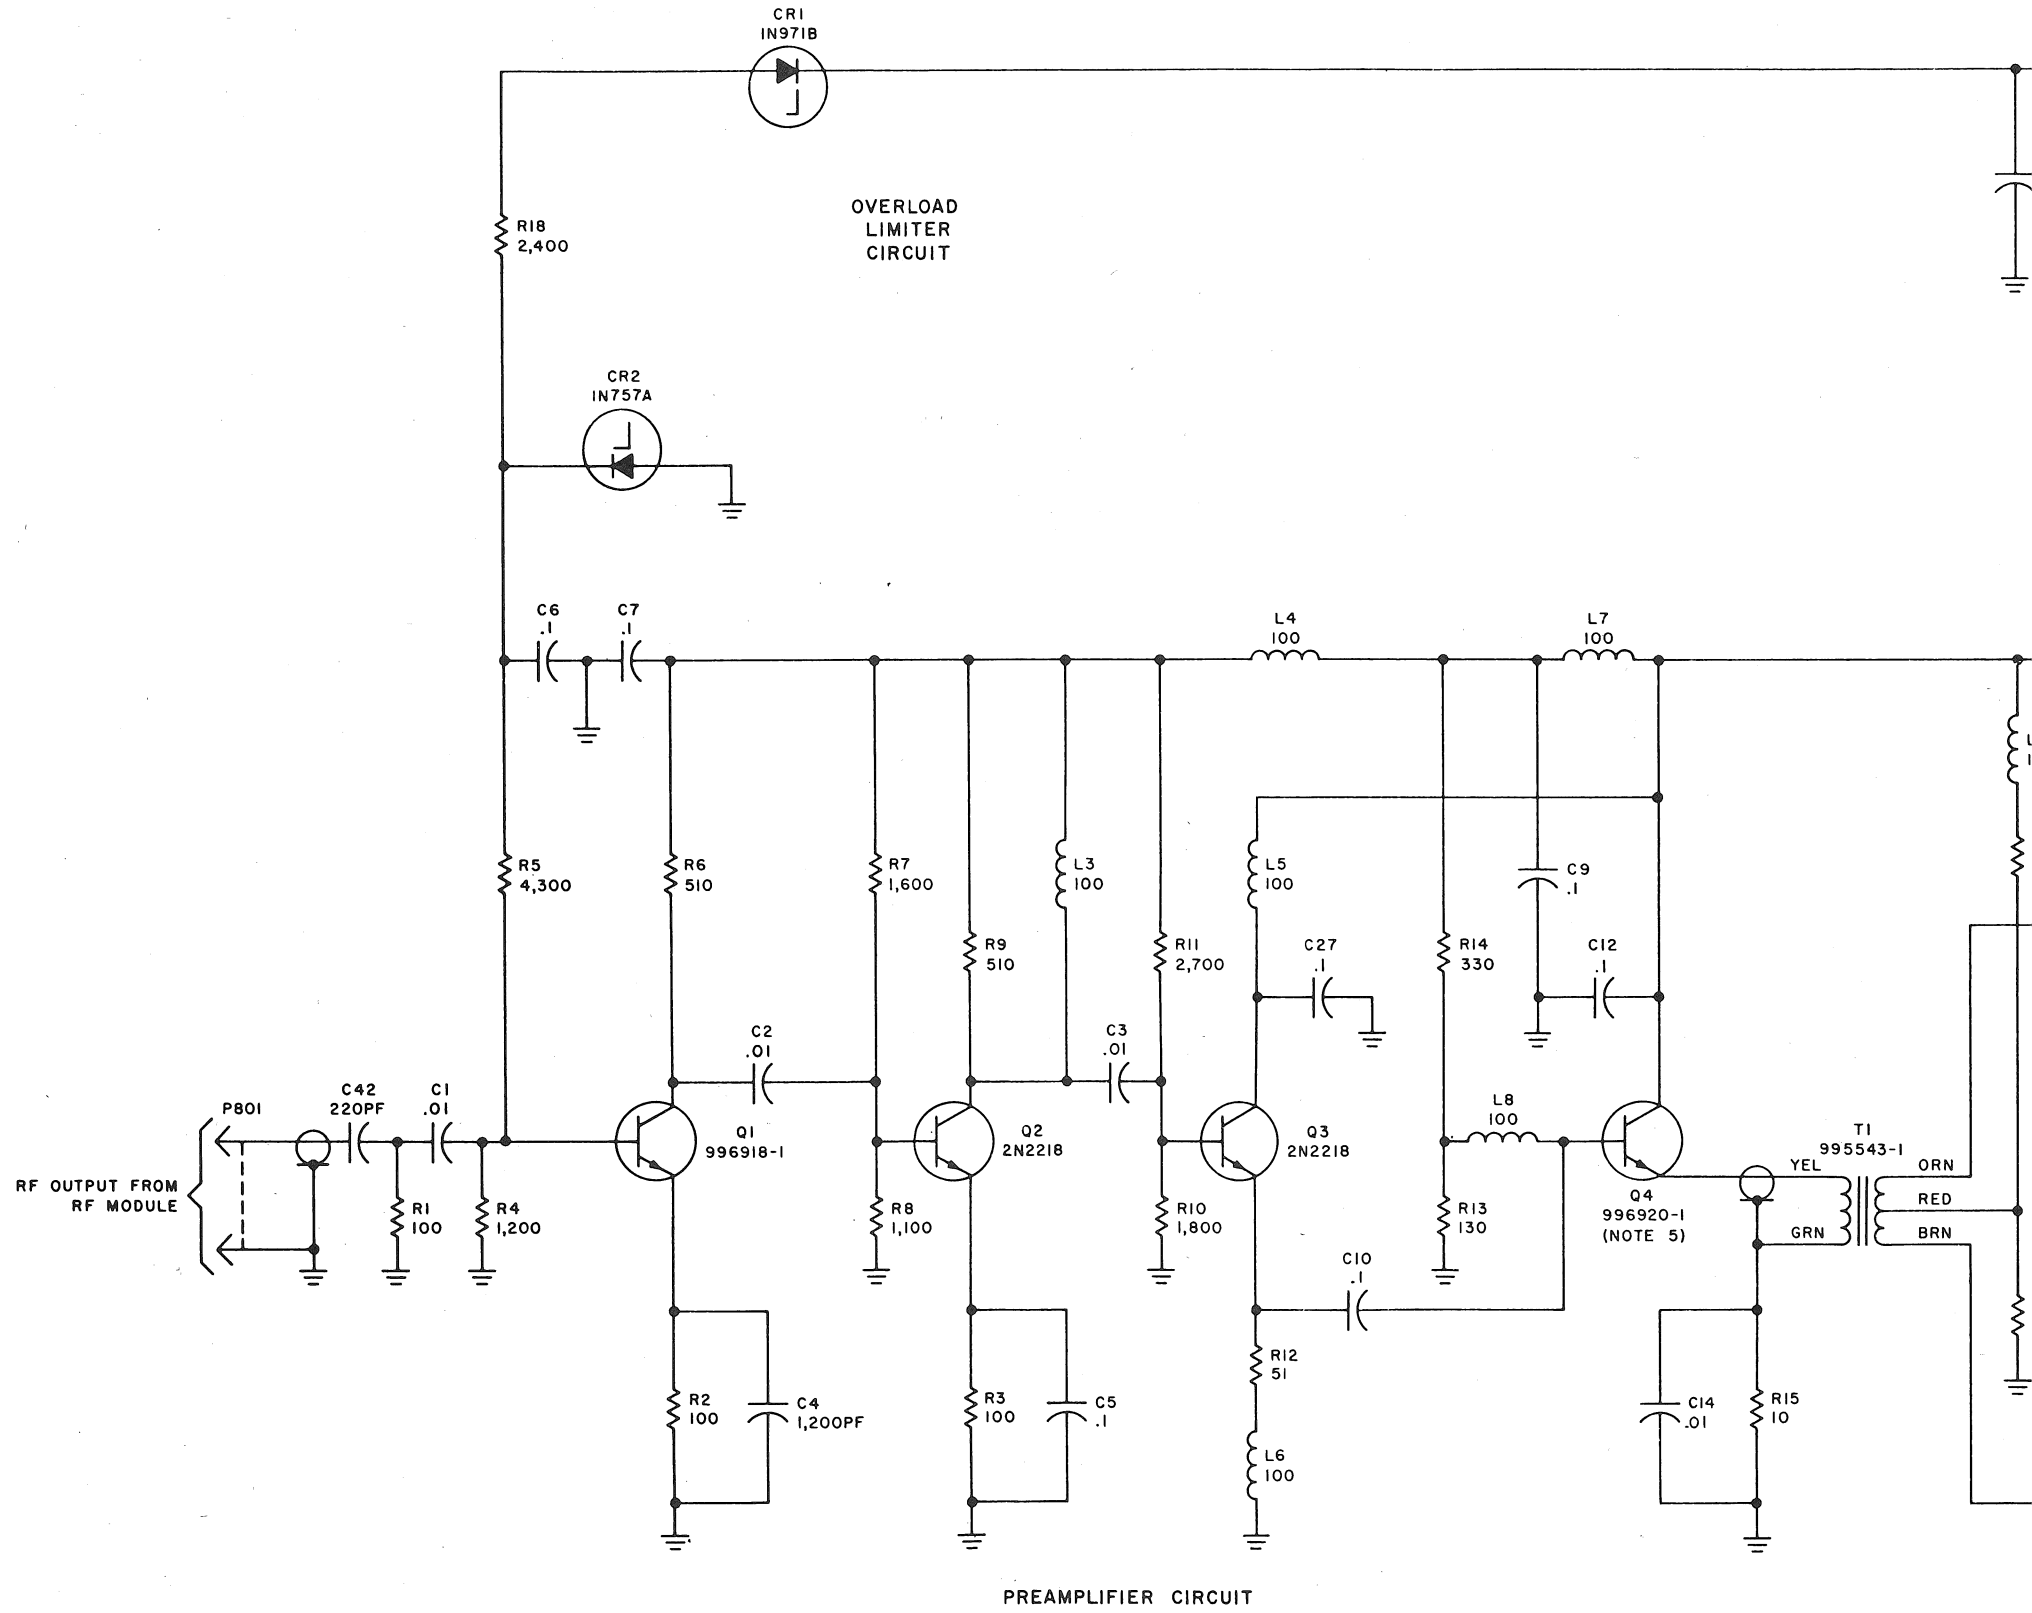 CR1
1N971B
OVERLOAD
LIMITER
CIRCUIT
R18
2,400
CR2
1N757A
C6
.1
C7
.1
L4
100
L7
100
R5
4,300
R6
510
R7
1,600
L3
100
L5
100
C9
.1
R9
510
R11
2,700
C27
.1
R14
330
C12
.1
C2
.01
C3
.01
P801
C42
220PF
C1
.01
Q1
996918-1
Q2
2N2218
Q3
2N2218
L8
100
T1
995543-1
YEL
ORN
RED
GRN
BRN
RF OUTPUT FROM
RF MODULE
R1
100
R4
1,200
R8
1,100
R10
1,800
R13
130
Q4
996920-1
(NOTE 5)
C10
.1
R12
51
R2
100
C4
1,200PF
R3
100
C5
.1
C14
.01
R15
10
L6
100
PREAMPLIFIER CIRCUIT